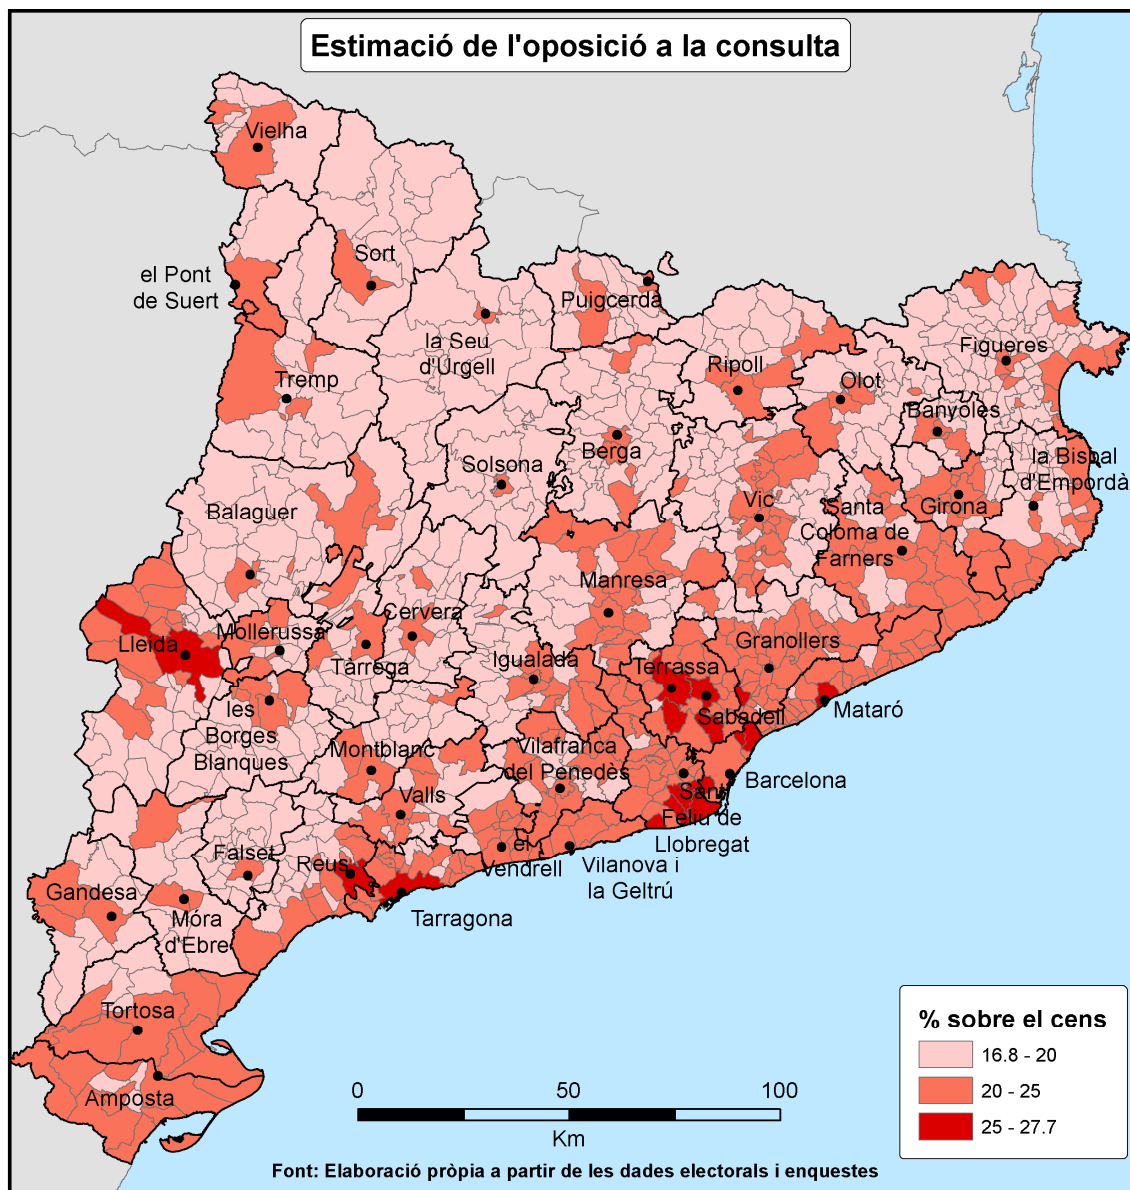 Estimació de l'oposició a la consulta
Vielha
Sort
el Pont
de Suert
Puigcerdà
la Seu
d'Urgell
Ripoll
Figueres
Tremp
Olot
Banyoles
Berga
la Bisbal
d'Empordà
Solsona
Balaguer
Vic
Santa
Coloma de
Farners
Girona
Manresa
Cervera
Mollerussa
Lleida
Tàrrega
Igualada
Granollers
Terrassa
Sabadell
Mataró
les
Borges
Blanques
Montblanc
Vilafranca
del Penedès
Barcelona
Sant
Feliu de
Llobregat
Valls
Falset
Reus
el
Vendrell
Vilanova i
la Geltrú
Gandesa
Móra
d'Ebre
Tarragona
Tortosa
Amposta
% sobre el cens
16.8 - 20
20 - 25
25 - 27.7
0 50 100
Km
Font: Elaboració pròpia a partir de les dades electorals i enquestes